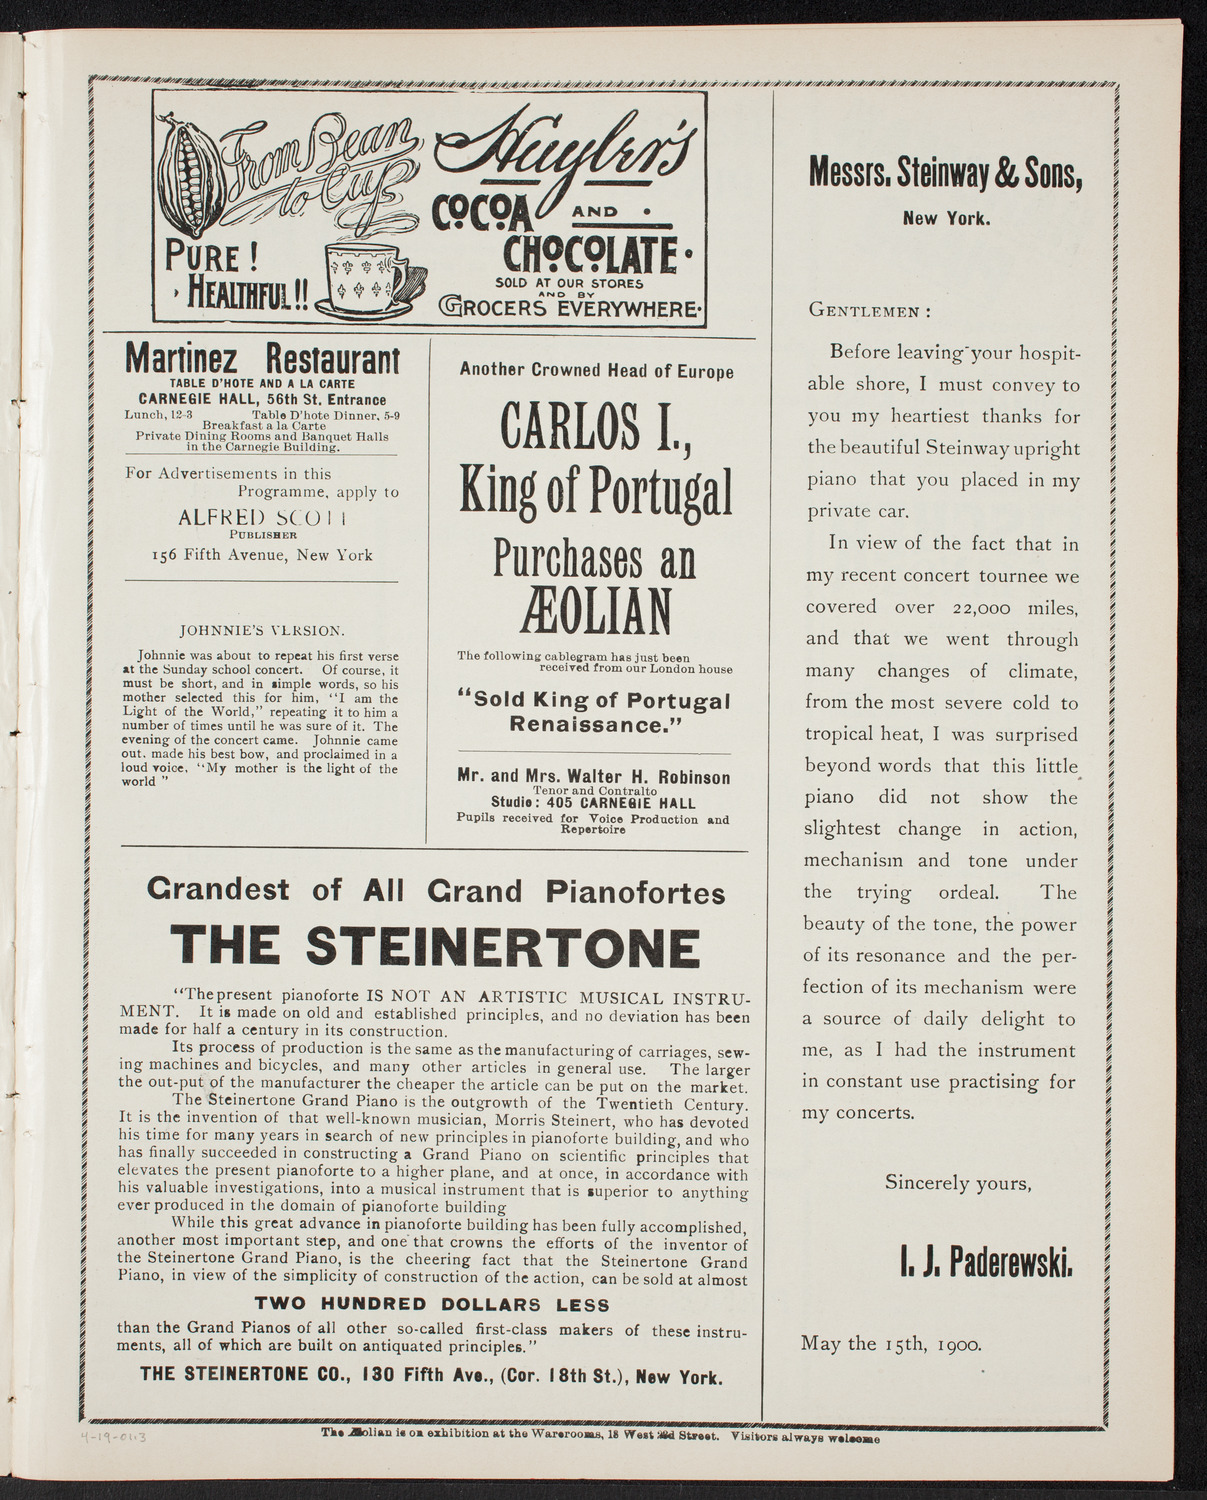 From Bean
to Cup
PURE!
HEALTHFUL!!
Huyler's
COCOA AND
CHOCOLATE.
SOLD AT OUR STORES
AND BY
GROCERS EVERYWHERE.
Martinez Restaurant
TABLE D'HOTE AND A LA CARTE
CARNEGIE HALL, 56th St. Entrance
Lunch, 12-3 Table D'hote Dinner, 5-9
Breakfast a la Carte
Private Dining Rooms and Banquet Halls
in the Carnegie Building.
For Advertisements in this
Programme, apply to
ALFRED SCOTT
PUBLISHER
156 Fifth Avenue, New York
JOHNNIE'S VERSION.
Johnnie was about to repeat his first verse
at the Sunday school concert. Of course, it
must be short, and in simple words, so his
mother selected this for him, "I am the
Light of the World," repeating it to him a
number of times until he was sure of it. The
evening of the concert came. Johnnie came
out, made his best bow, and proclaimed in a
loud voice, "My mother is the light of the
world "
Another Crowned Head of Europe
CARLOS I.,
King of Portugal
Purchases an
ÆOLIAN
The following cablegram has just been
received from our London house
"Sold King of Portugal
Renaissance."
Mr. and Mrs. Walter H. Robinson
Tenor and Contralto
Studio: 405 CARNEGIE HALL
Pupils received for Voice Production and
Repertoire
Grandest of All Grand Pianofortes
THE STEINERTONE
"The present pianoforte IS NOT AN ARTISTIC MUSICAL INSTRU-
MENT. It is made on old and established principles, and no deviation has been
made for half a century in its construction.
Its process of production is the same as the manufacturing of carriages, sew-
ing machines and bicycles, and many other articles in general use. The larger
the out-put of the manufacturer the cheaper the article can be put on the market.
The Steinertone Grand Piano is the outgrowth of the Twentieth Century.
It is the invention of that well-known musician, Morris Steinert, who has devoted
his time for many years in search of new principles in pianoforte building, and who
has finally succeeded in constructing a Grand Piano on scientific principles that
elevates the present pianoforte to a higher plane, and at once, in accordance with
his valuable investigations, into a musical instrument that is superior to anything
ever produced in the domain of pianoforte building
While this great advance in pianoforte building has been fully accomplished,
another most important step, and one that crowns the efforts of the inventor of
the Steinertone Grand Piano, is the cheering fact that the Steinertone Grand
Piano, in view of the simplicity of construction of the action, can be sold at almost
TWO HUNDRED DOLLARS LESS
than the Grand Pianos of all other so-called first-class makers of these instru-
ments, all of which are built on antiquated principles."
THE STEINERTONE CO., 130 Fifth Ave., (Cor. 18th St.), New York.
Messrs. Steinway & Sons,
New York.
GENTLEMEN:
Before leaving your hospit-
able shore, I must convey to
you my heartiest thanks for
the beautiful Steinway upright
piano that you placed in my
private car.
In view of the fact that in
my recent concert tournee we
covered over 22,000 miles,
and that we went through
many changes of climate,
from the most severe cold to
tropical heat, I was surprised
beyond words that this little
piano did not show the
slightest change in action,
mechanism and tone under
the trying ordeal. The
beauty of the tone, the power
of its resonance and the per-
fection of its mechanism were
a source of daily delight to
me, as I had the instrument
in constant use practising for
my concerts.
Sincerely yours,
I. J. Paderewski.
May the 15th, 1900.
The Æolian is on exhibition at the Warerooms, 18 West 23d Street. Visitors always welcome
4-19-0113